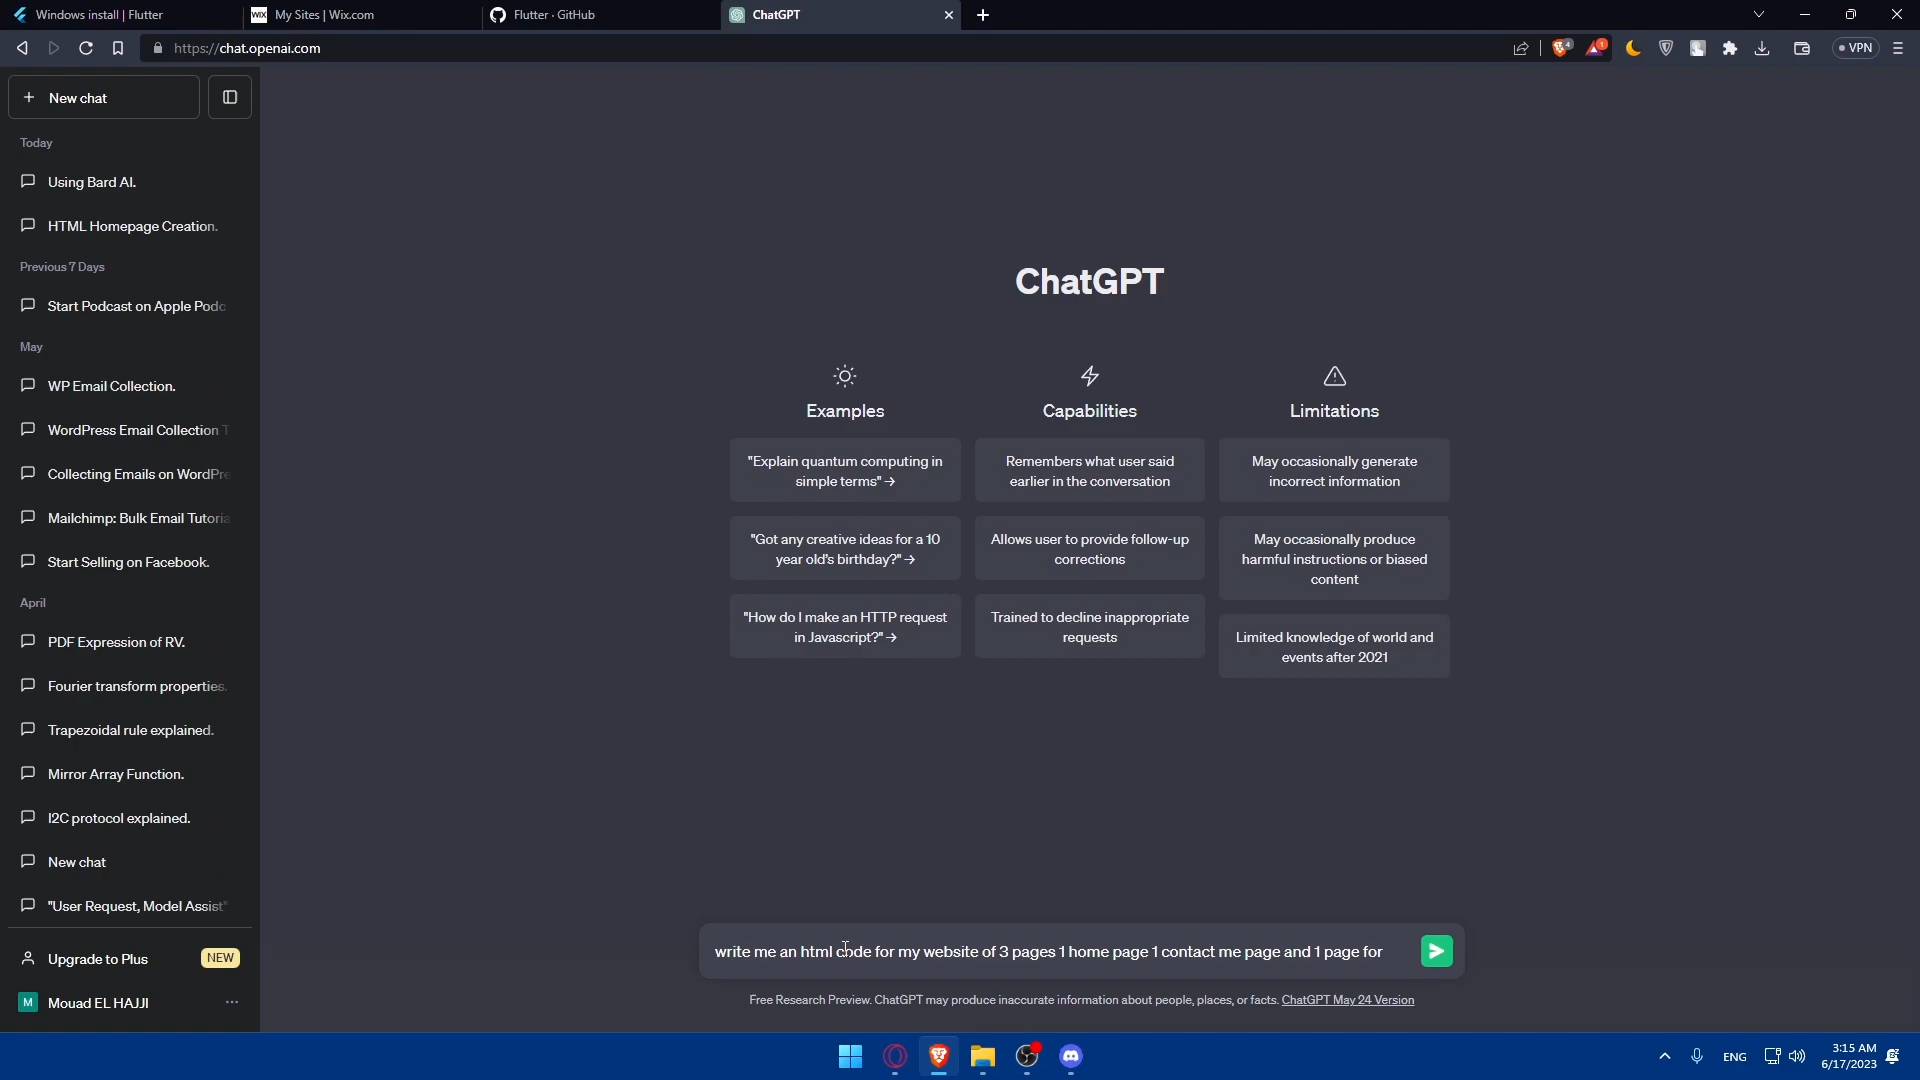 Windows install | Flutter
WiX My Sites | Wix.com
Flutter · GitHub
ChatGPT
https://chat.openai.com
4
1
VPN
New chat
Today
Using Bard AI.
HTML Homepage Creation.
Previous 7 Days
Start Podcast on Apple Podc
May
WP Email Collection.
WordPress Email Collection T
Collecting Emails on WordPre
Mailchimp: Bulk Email Tutoria
Start Selling on Facebook.
April
PDF Expression of RV.
Fourier transform properties.
Trapezoidal rule explained.
Mirror Array Function.
I2C protocol explained.
New chat
"User Request, Model Assist"
Upgrade to Plus NEW
M Mouad EL HAJJI
ChatGPT
Examples
"Explain quantum computing in
simple terms" →
"Got any creative ideas for a 10
year old's birthday?" →
"How do I make an HTTP request
in Javascript?" →
Capabilities
Remembers what user said
earlier in the conversation
Allows user to provide follow-up
corrections
Trained to decline inappropriate
requests
Limitations
May occasionally generate
incorrect information
May occasionally produce
harmful instructions or biased
content
Limited knowledge of world and
events after 2021
write me an html code for my website of 3 pages 1 home page 1 contact me page and 1 page for
Free Research Preview. ChatGPT may produce inaccurate information about people, places, or facts. ChatGPT May 24 Version
ENG
3:15 AM
6/17/2023